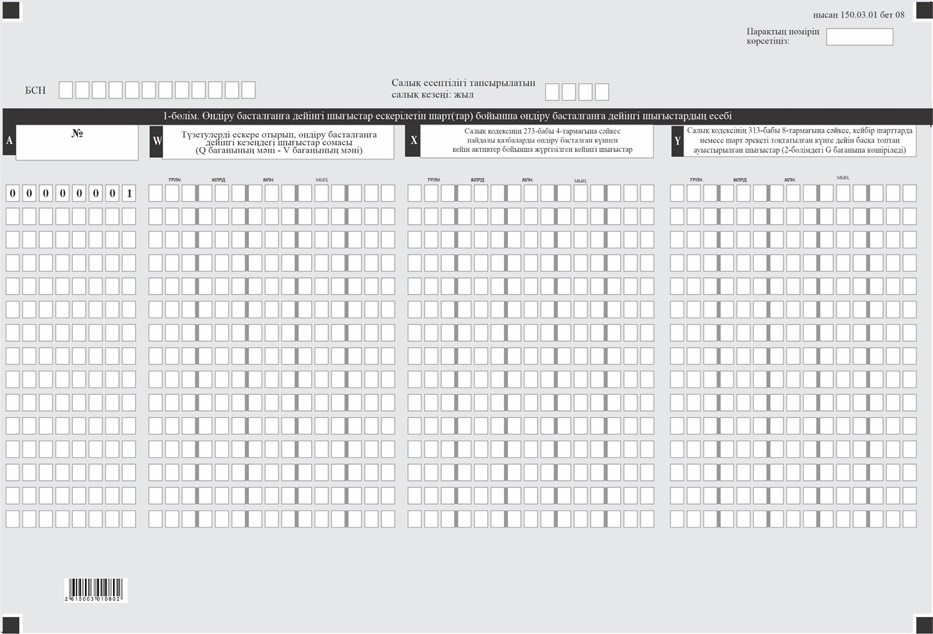 нысан 150.03.01 бет 08
Парақтың нөмірін
көрсетіңіз:
БСН
Салық есептілігі тапсырылатын
салық кезеңі: жыл
1-бөлім. Өндіру басталғанға дейінгі шығыстар ескерілетін шарт(тар) бойынша өндіру басталғанға дейінгі шығыстардың есебі
A
№
W
Түзетулерді ескере отырып, өндіру басталғанға
дейінгі кезеңдегі шығыстар сомасы
(Q бағанының мәні - V бағанының мәні)
X
Салық кодексінің 273-бабы 4-тармағына сәйкес
пайдалы қазбаларды өндіру басталған күннен
кейін активтер бойынша жүргізілген кейінгі шығыстар
Y
Салық кодексінің 313-бабы 8-тармағына сәйкес, кейбір шарттарда
немесе шарт әрекеті тоқтатылған күнге дейін басқа топтан
ауыстырылған шығыстар (2-бөлімдегі G бағанына көшіріледі)
ТРЛН. МЛРД. МЛН. МЫҢ ТРЛН. МЛРД. МЛН. МЫҢ ТРЛН. МЛРД. МЛН. МЫҢ
0 0 0 0 0 0 0 1
2 615003 010802